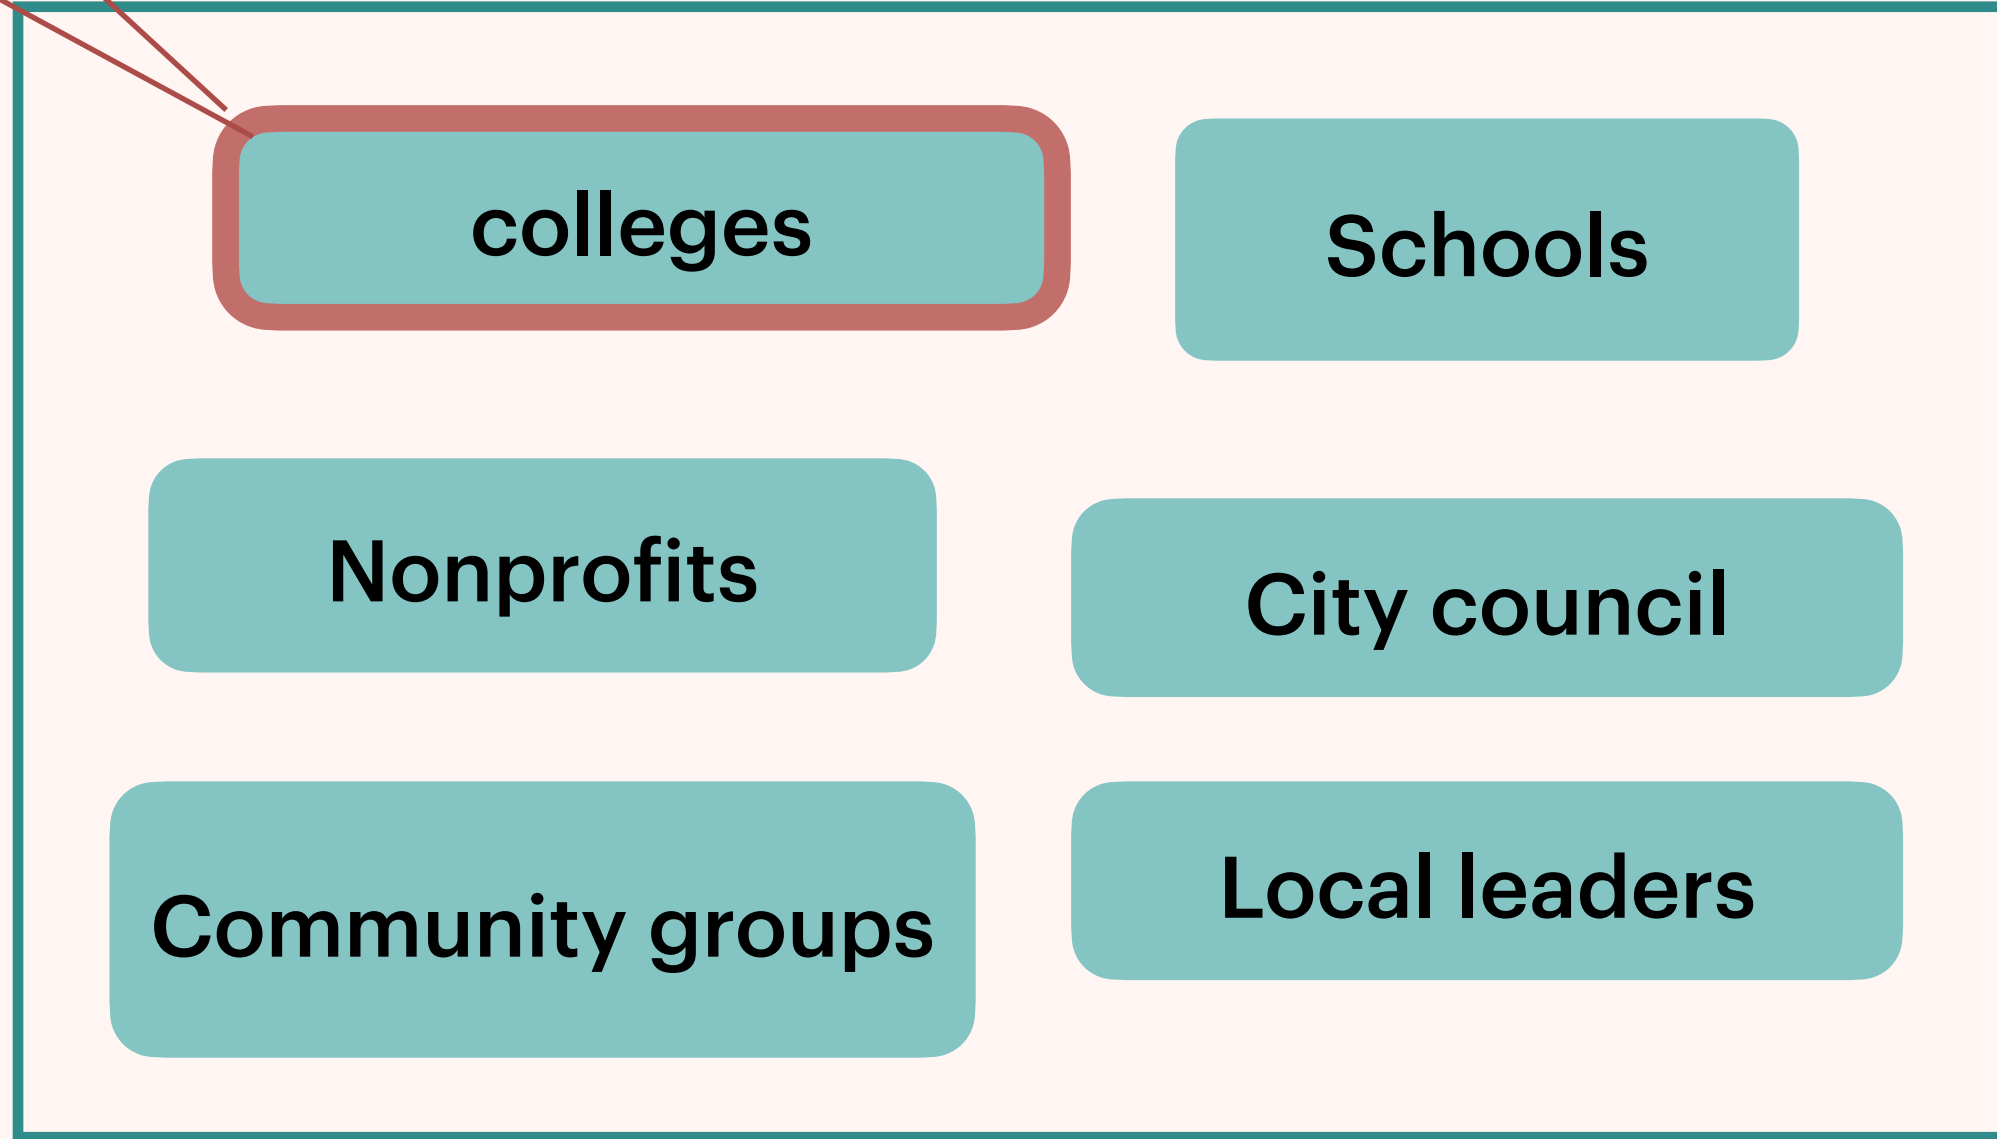 colleges
Schools
Nonprofits
City council
Community groups
Local leaders